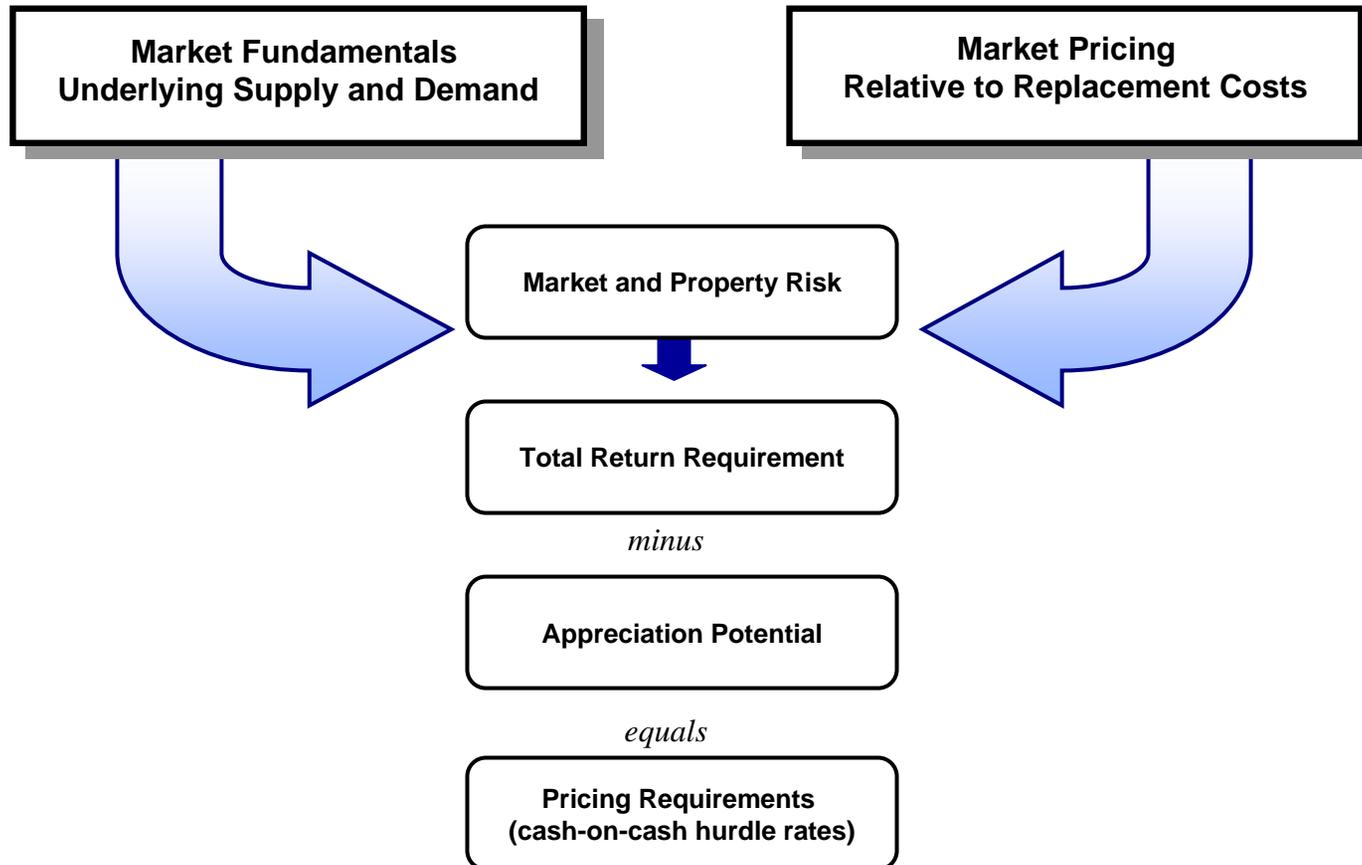 Market Fundamentals
Underlying Supply and Demand
Market Pricing
Relative to Replacement Costs
Market and Property Risk
Total Return Requirement
minus
Appreciation Potential
equals
Pricing Requirements
(cash-on-cash hurdle rates)